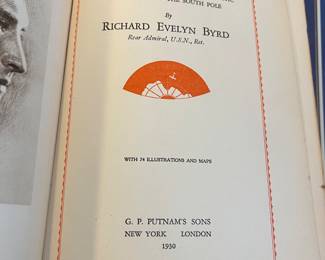 THE SOUTH POLE
By
RICHARD EVELYN BYRD
Rear Admiral, U.S.N., Ret.
WITH 74 ILLUSTRATIONS AND MAPS
G. P. PUTNAM'S SONS
NEW YORK LONDON
1930